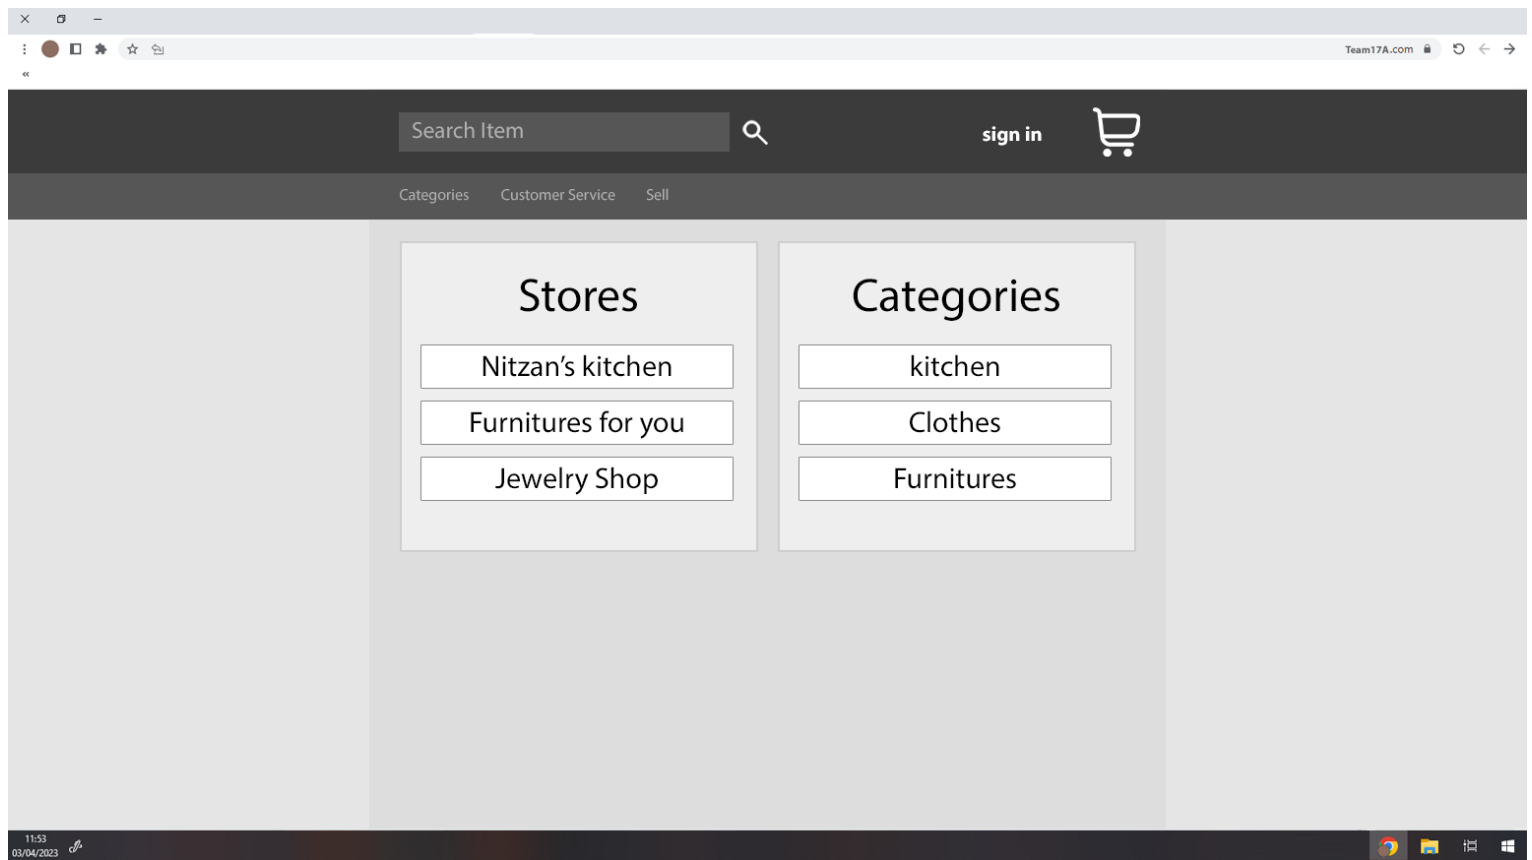 Team17A.com
«
Search Item
sign in
Categories
Customer Service
Sell
Stores
Nitzan’s kitchen
Furnitures for you
Jewelry Shop
Categories
kitchen
Clothes
Furnitures
11:53
03/04/2023